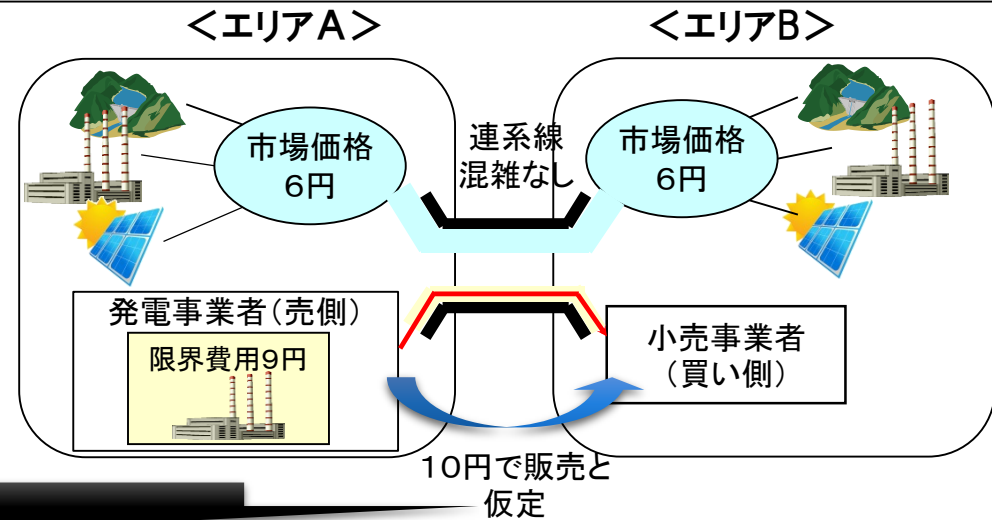 ＜エリアA＞
＜エリアB＞
市場価格
6円
連系線
混雑なし
市場価格
6円
発電事業者（売側）
限界費用9円
小売事業者
（買い側）
10円で販売と
仮定